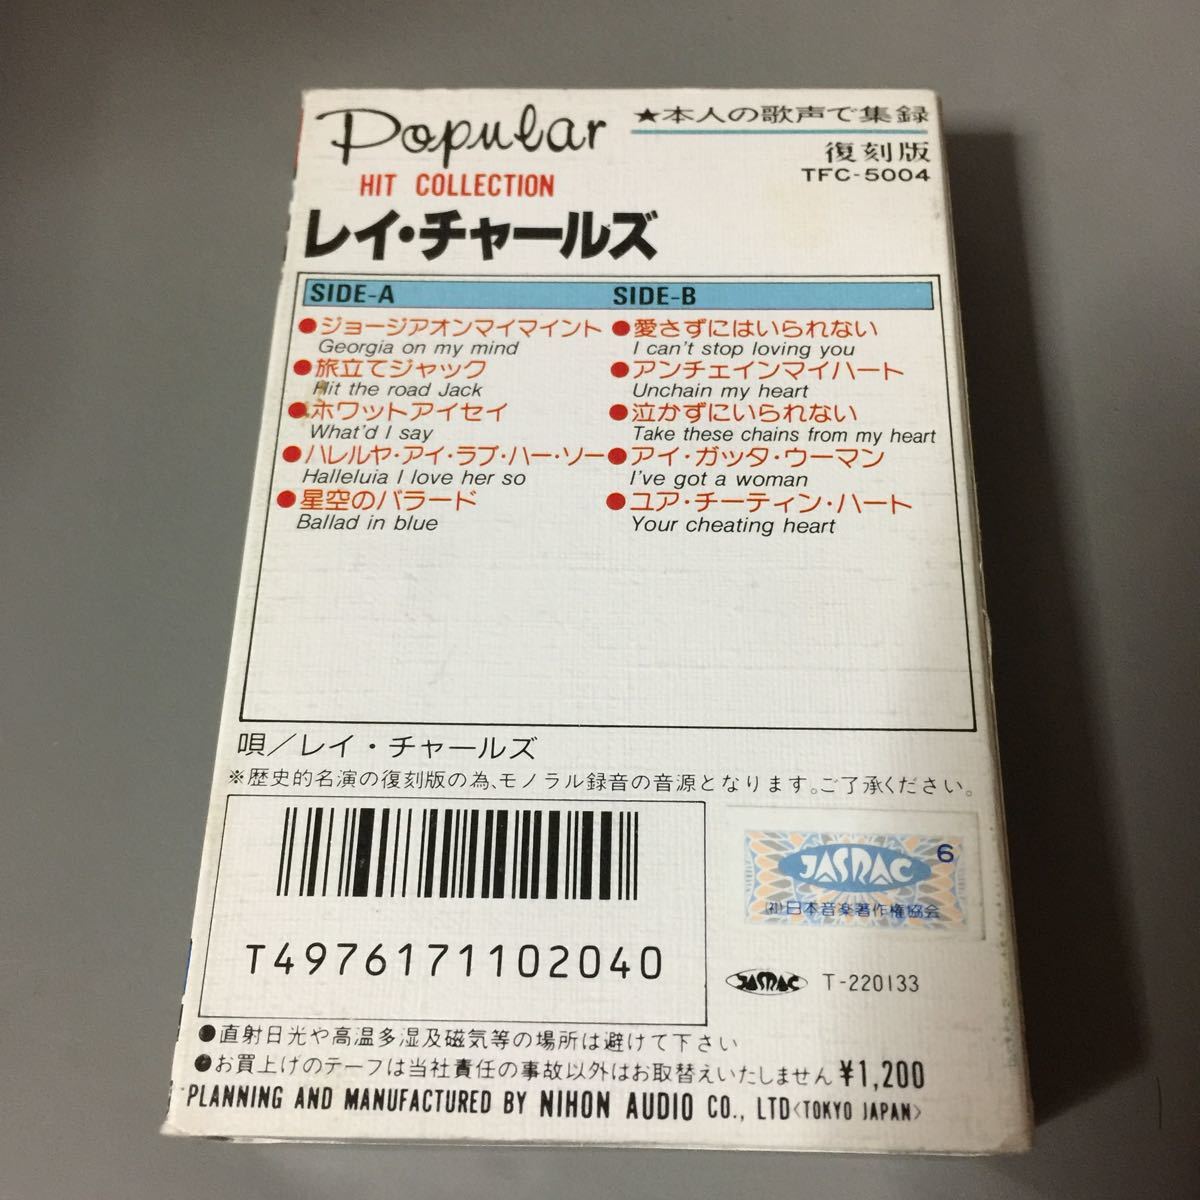 Popular
HIT COLLECTION
★本人の歌声で集録
復刻版
TFC-5004
レイ・チャールズ
SIDE-A
●ジョージアオンマイマイント
Georgia on my mind
●旅立てジャック
Hit the road Jack
●ホワットアイセイ
What'd I say
●ハレルヤ・アイ・ラブ・ハー・ソー
Halleluia I love her so
●星空のバラード
Ballad in blue
SIDE-B
●愛さずにはいられない
I can't stop loving you
●アンチェインマイハート
Unchain my heart
●泣かずにいられない
Take these chains from my heart
●アイ・ガッタ・ウーマン
I've got a woman
●ユア・チーティン・ハート
Your cheating heart
唄/レイ・チャールズ
※歴史的名演の復刻版の為、モノラル録音の音源となります。ご了承ください。
T4976171102040
JASRAC 6
(社)日本音楽著作権協会
JASRAC T-220133
●直射日光や高温多湿及磁気等の場所は避けて下さい
●お買上げのテープは当社責任の事故以外はお取替えいたしません ¥1,200
PLANNING AND MANUFACTURED BY NIHON AUDIO CO., LTD<TOKYO JAPAN>